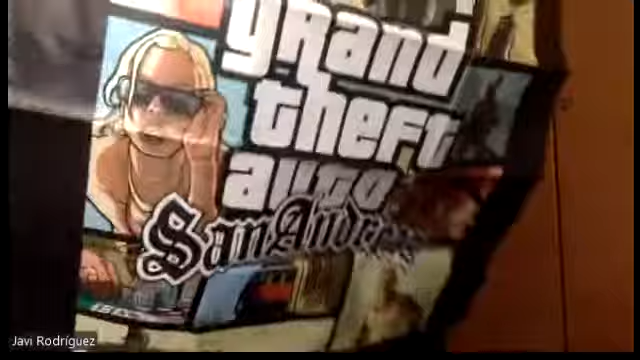 grand
theft
auto
San Andreas
Javi Rodríguez